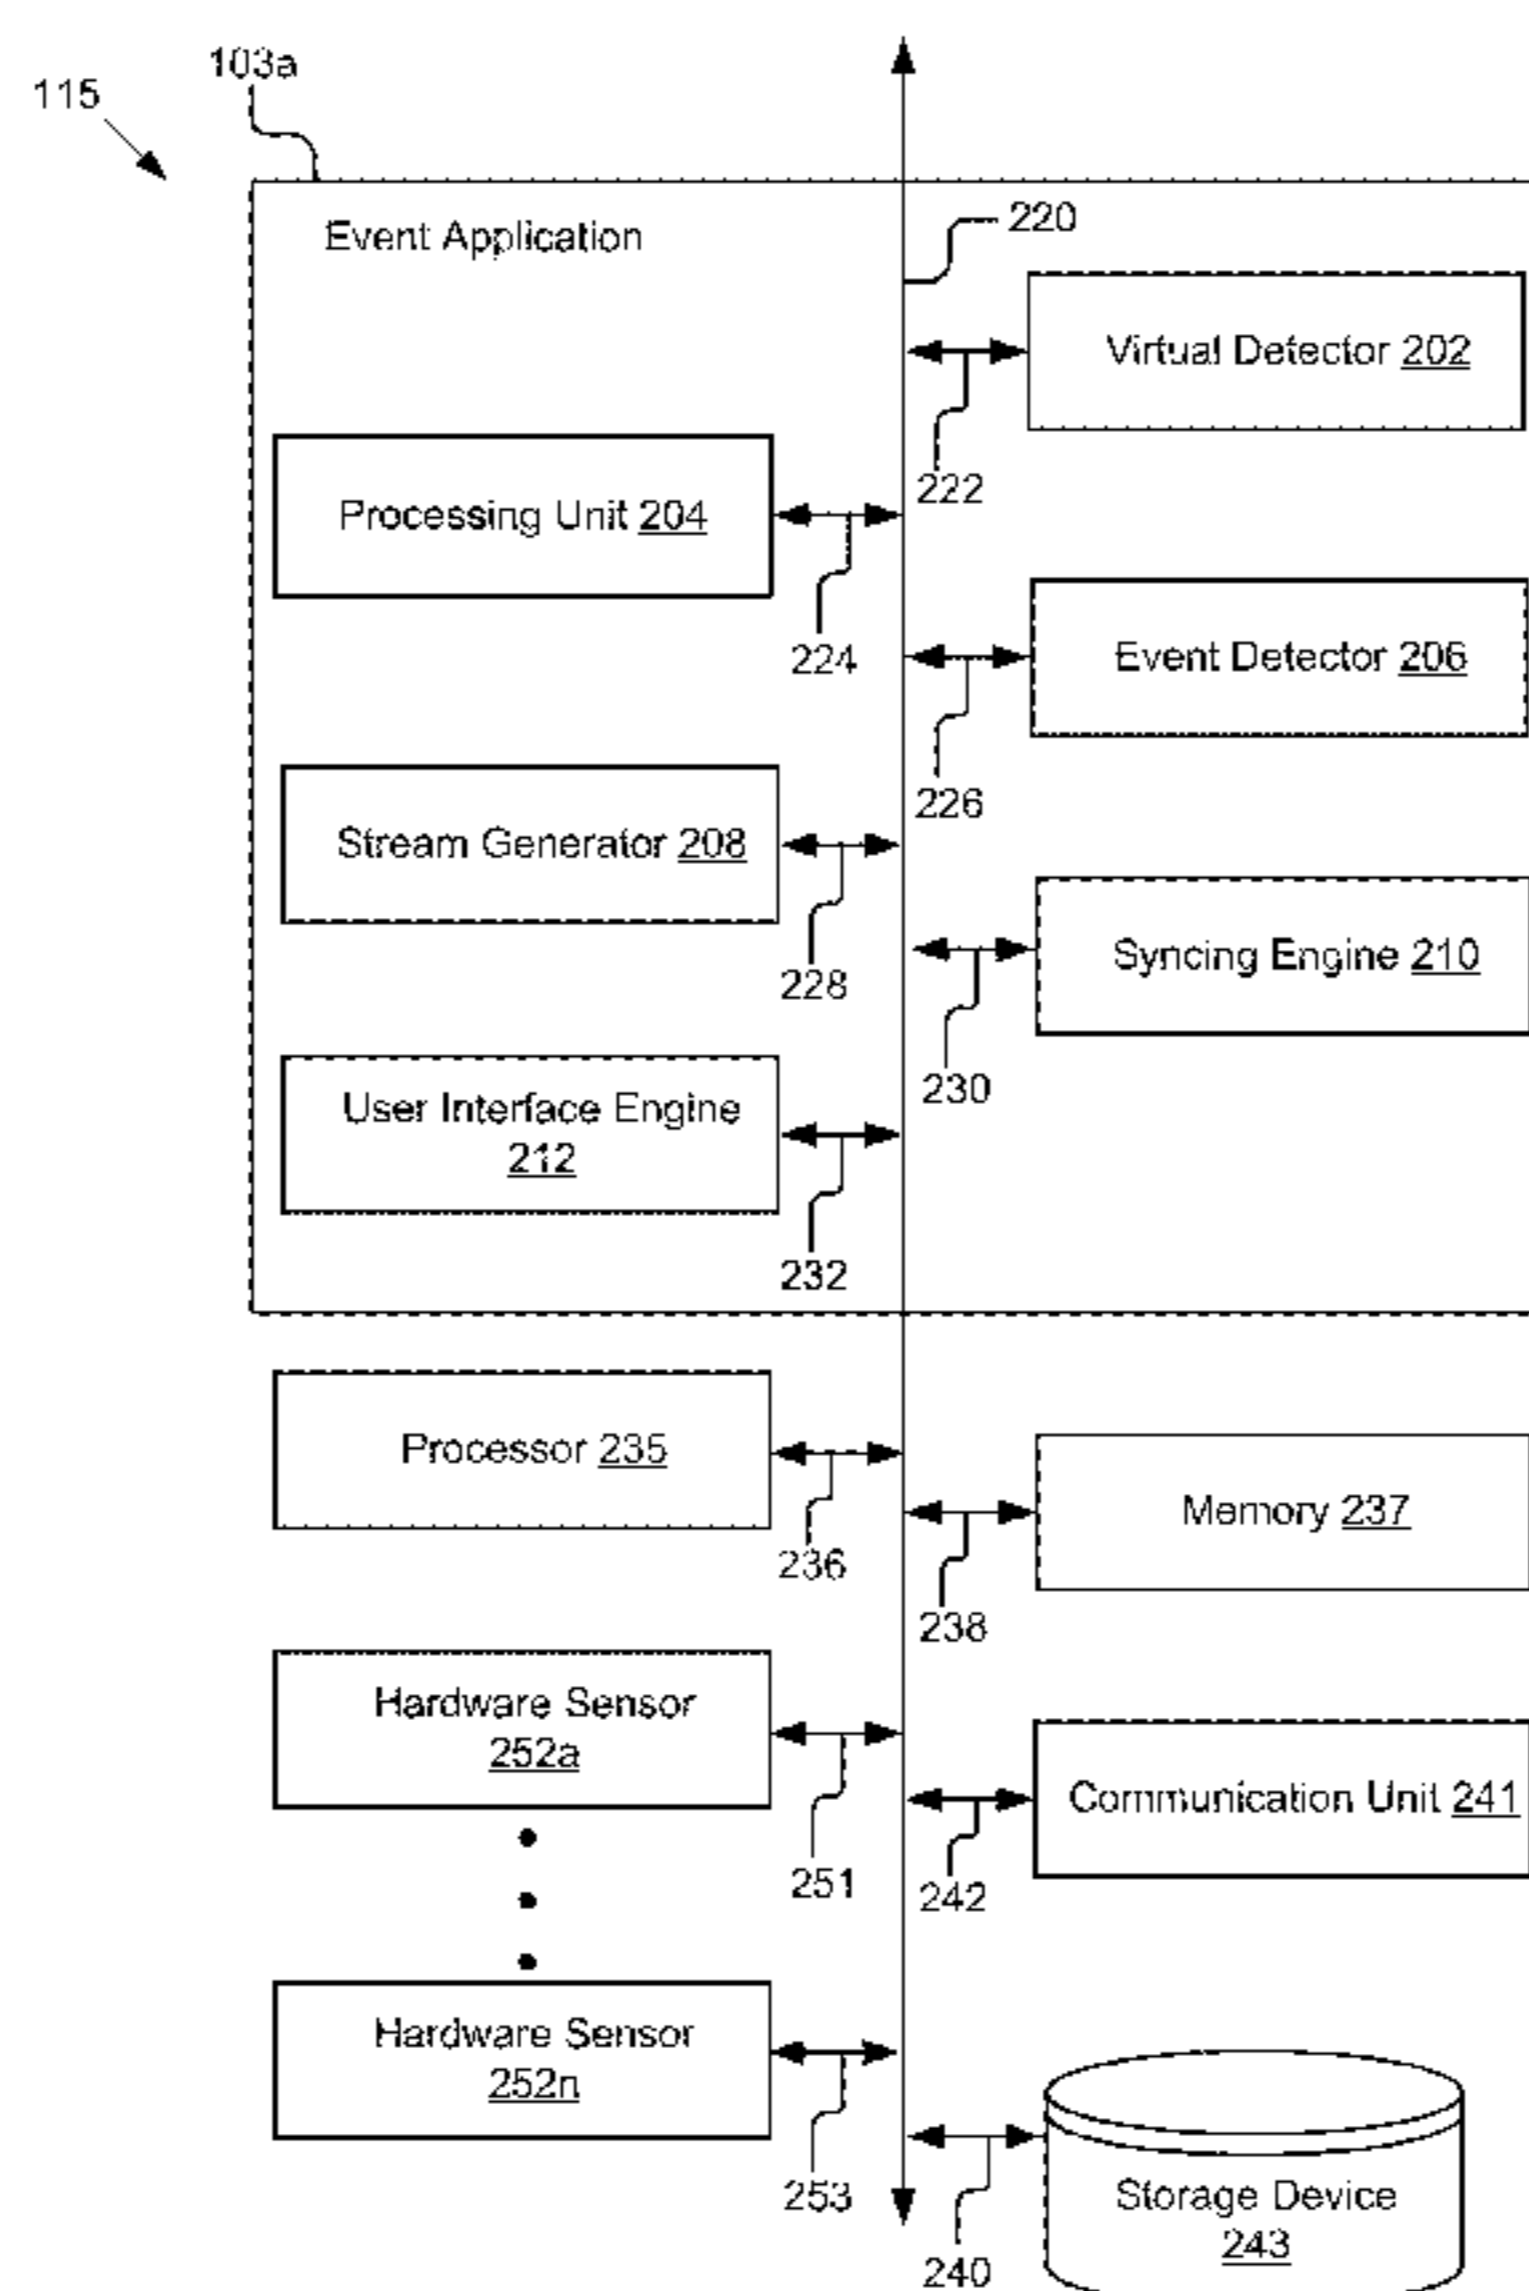 103a
115
220
Event Application
Virtual Detector 202
222
Processing Unit 204
224
Event Detector 206
226
Stream Generator 208
228
Syncing Engine 210
230
User Interface Engine
212
232
Processor 235
236
Memory 237
238
Hardware Sensor
252a
251
Communication Unit 241
242
Hardware Sensor
252n
253
Storage Device
243
240